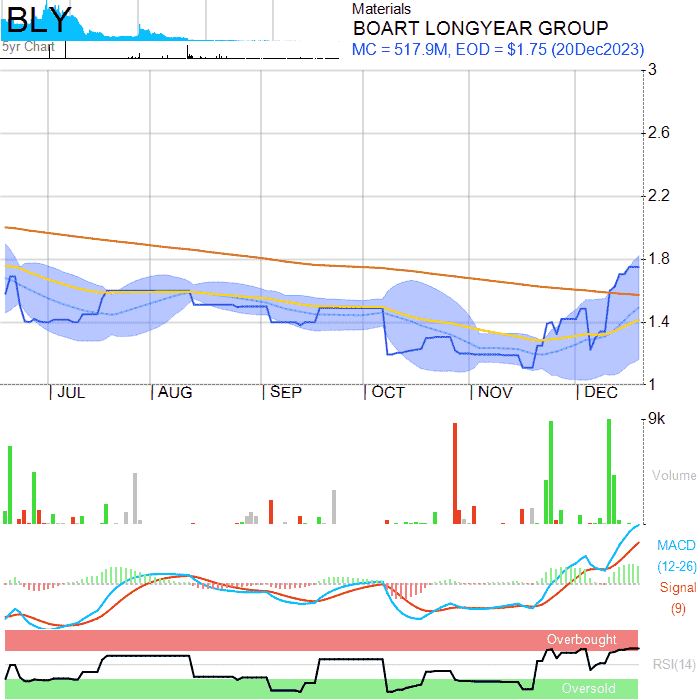 BLY
5yr Chart
Materials
BOART LONGYEAR GROUP
MC = 517.9M, EOD = $1.75 (20Dec2023)
3
2.6
2.2
1.8
1.4
1
JUL
AUG
SEP
OCT
NOV
DEC
9k
Volume
MACD
(12-26)
Signal
(9)
Overbought
RSI(14)
Oversold